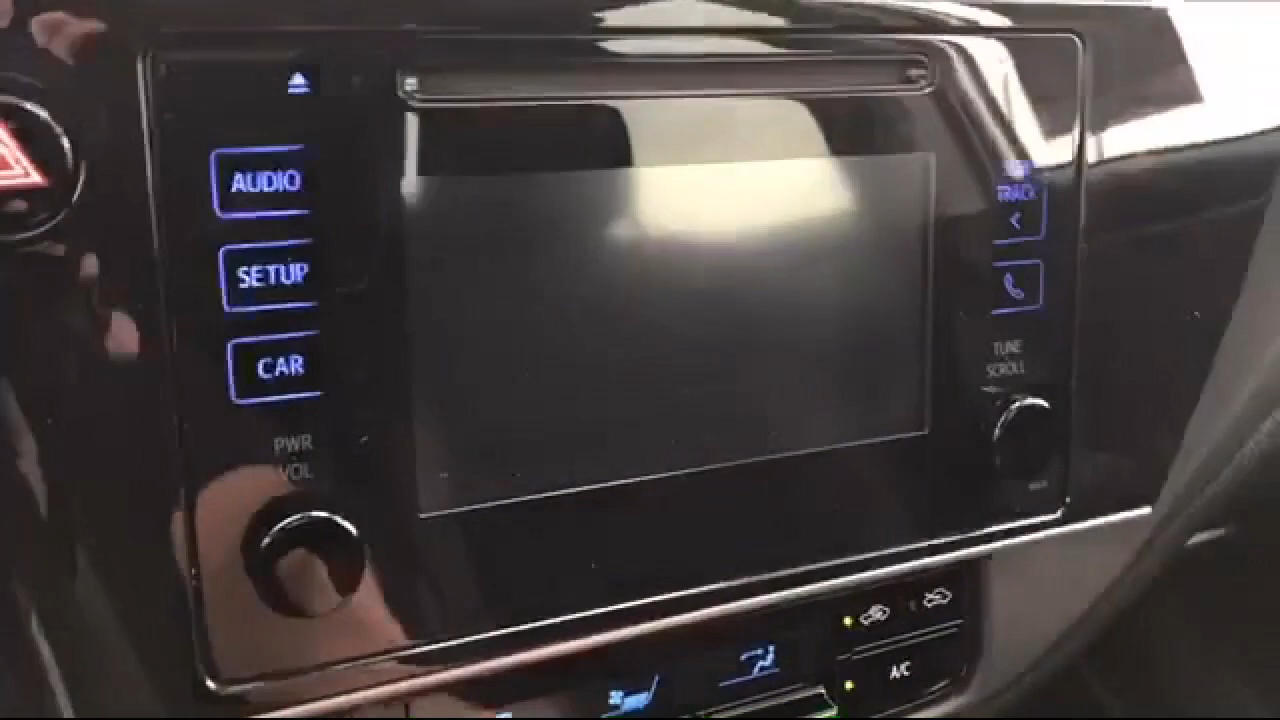 AUDIO
SETUP
CAR
PWR
VOL
TRACK
<
TUNE
SCROLL
A/C